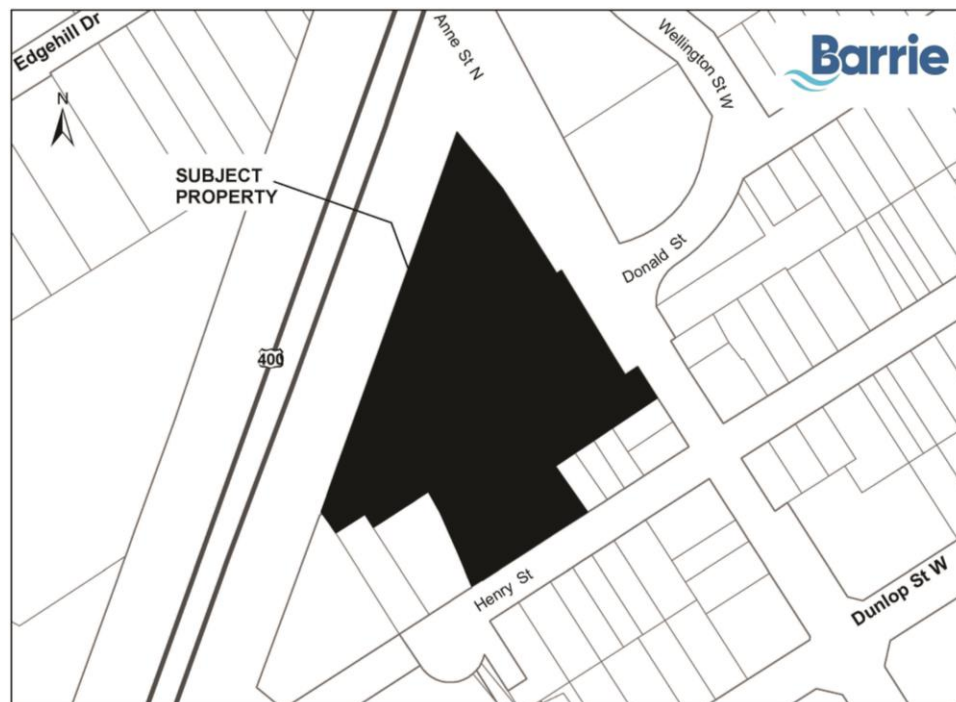 Edgehill Dr
Anne St N
Wellington St W
Barrie
N
SUBJECT
PROPERTY
Donald St
400
Henry St
Dunlop St W